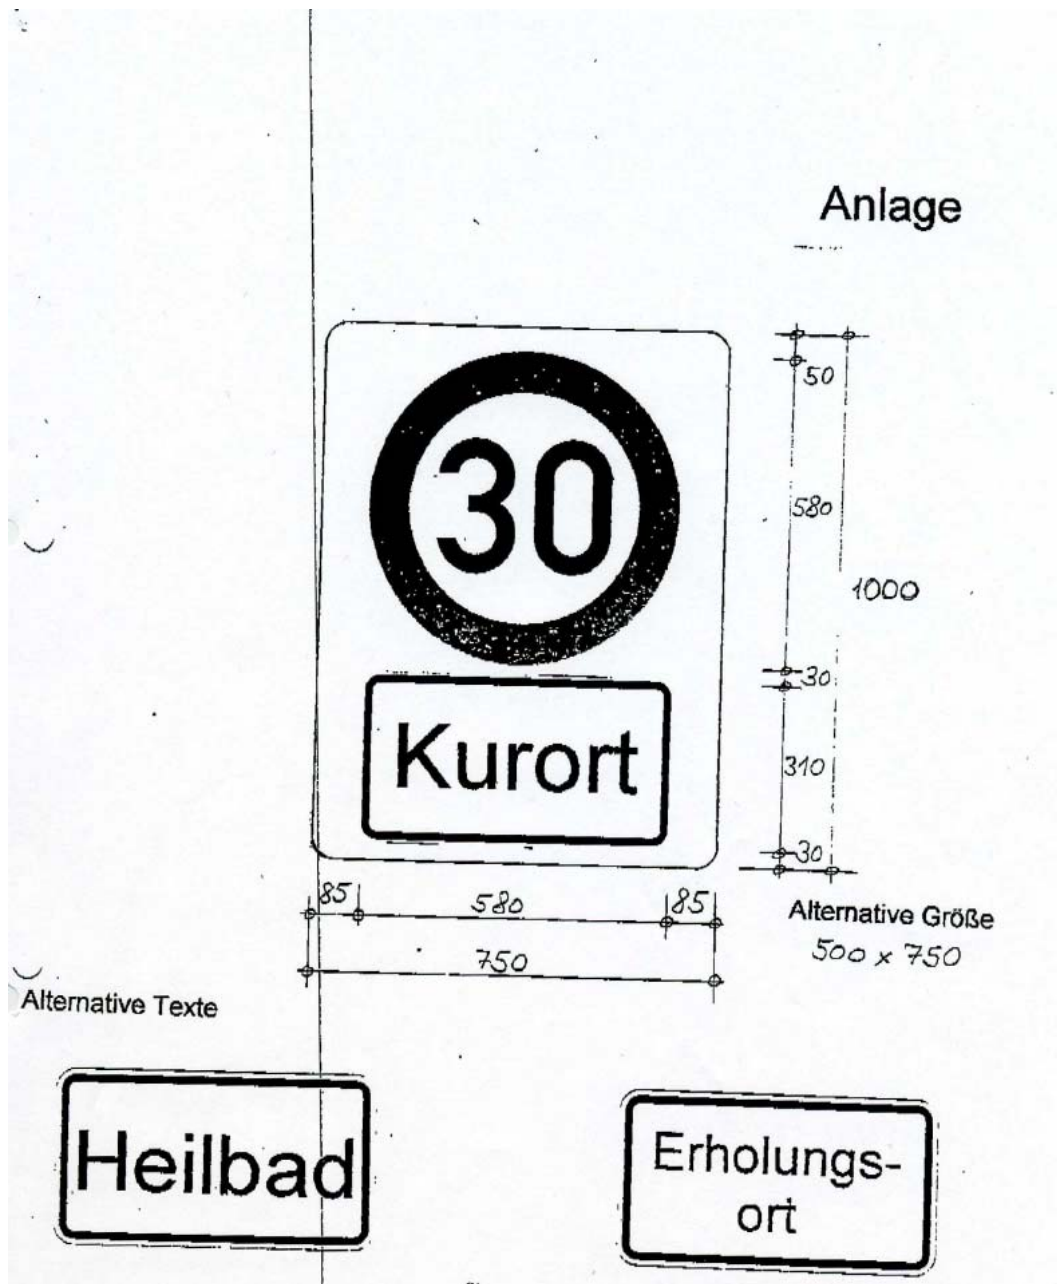 Anlage
50
30
580
1000
30
Kurort
310
30
85 580 85
Alternative Größe
750
500 x 750
Alternative Texte
Heilbad
Erholungs-
ort